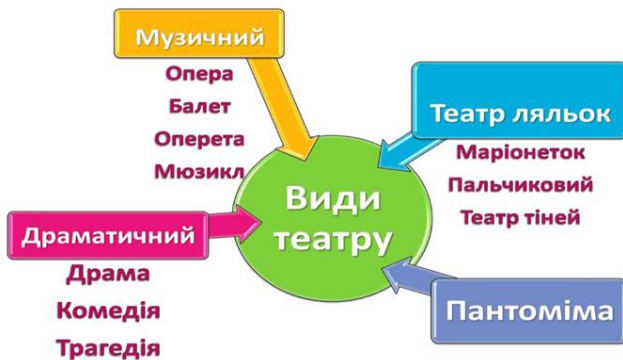 Музичний
Опера
Балет
Оперета
Мюзикл
Театр ляльок
Маріонеток
Пальчиковий
Театр тіней
Види
театру
Драматичний
Драма
Комедія
Трагедія
Пантоміма